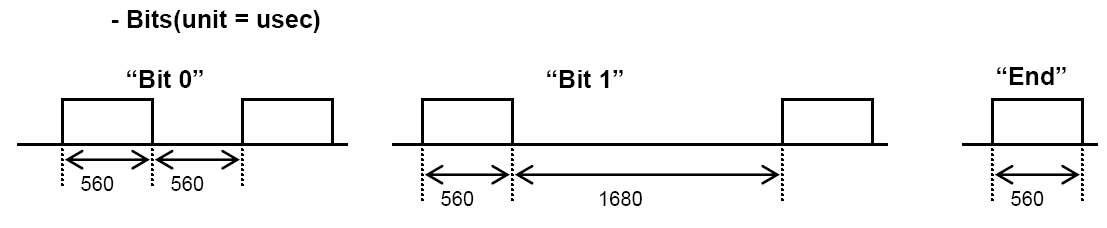 - Bits(unit = usec)
“Bit 0” “Bit 1” “End”
560 560 560 1680 560